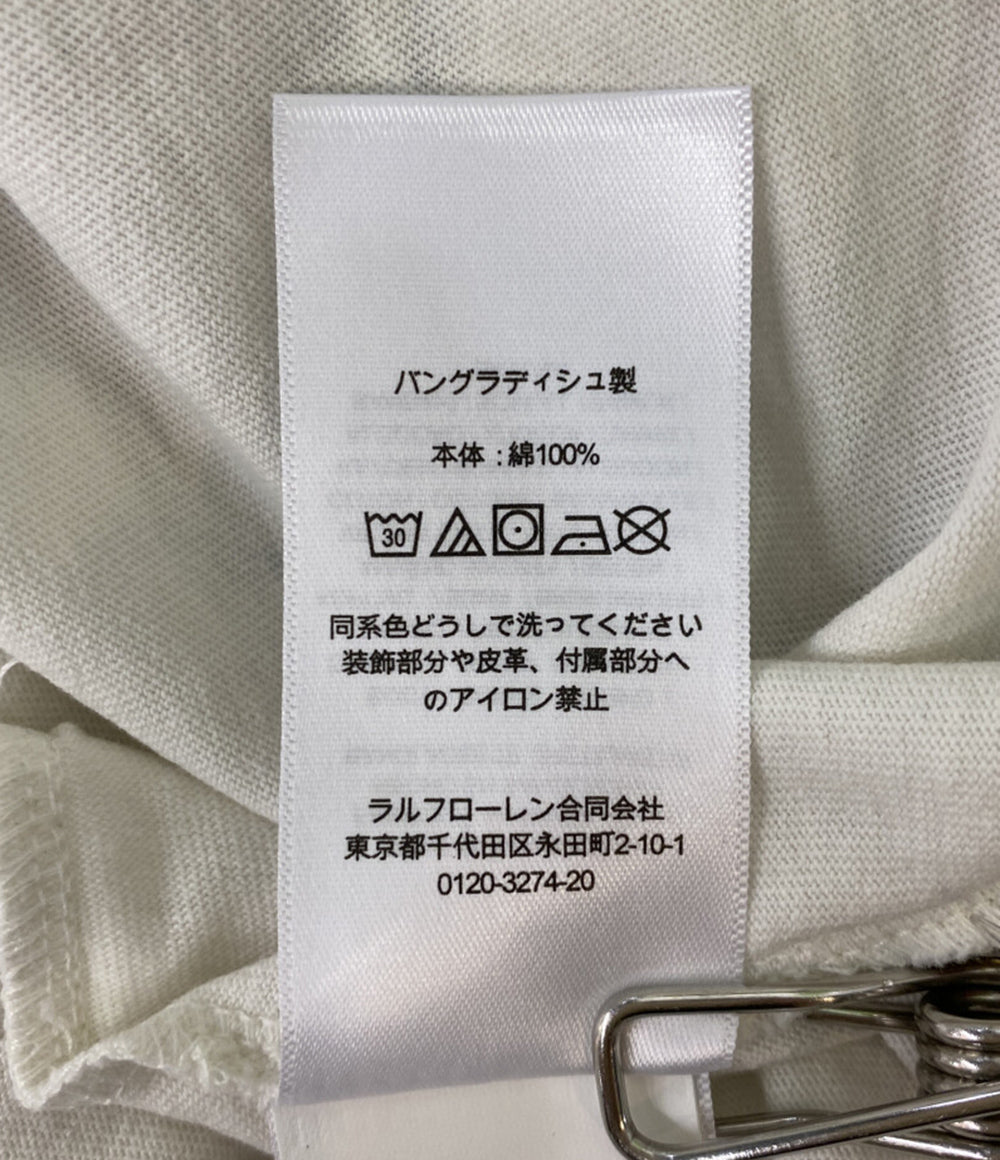 バングラディシュ製
本体 : 綿100%
30
同系色どうしで洗ってください
装飾部分や皮革、付属部分へ
のアイロン禁止
ラルフローレン合同会社
東京都千代田区永田町2-10-1
0120-3274-20